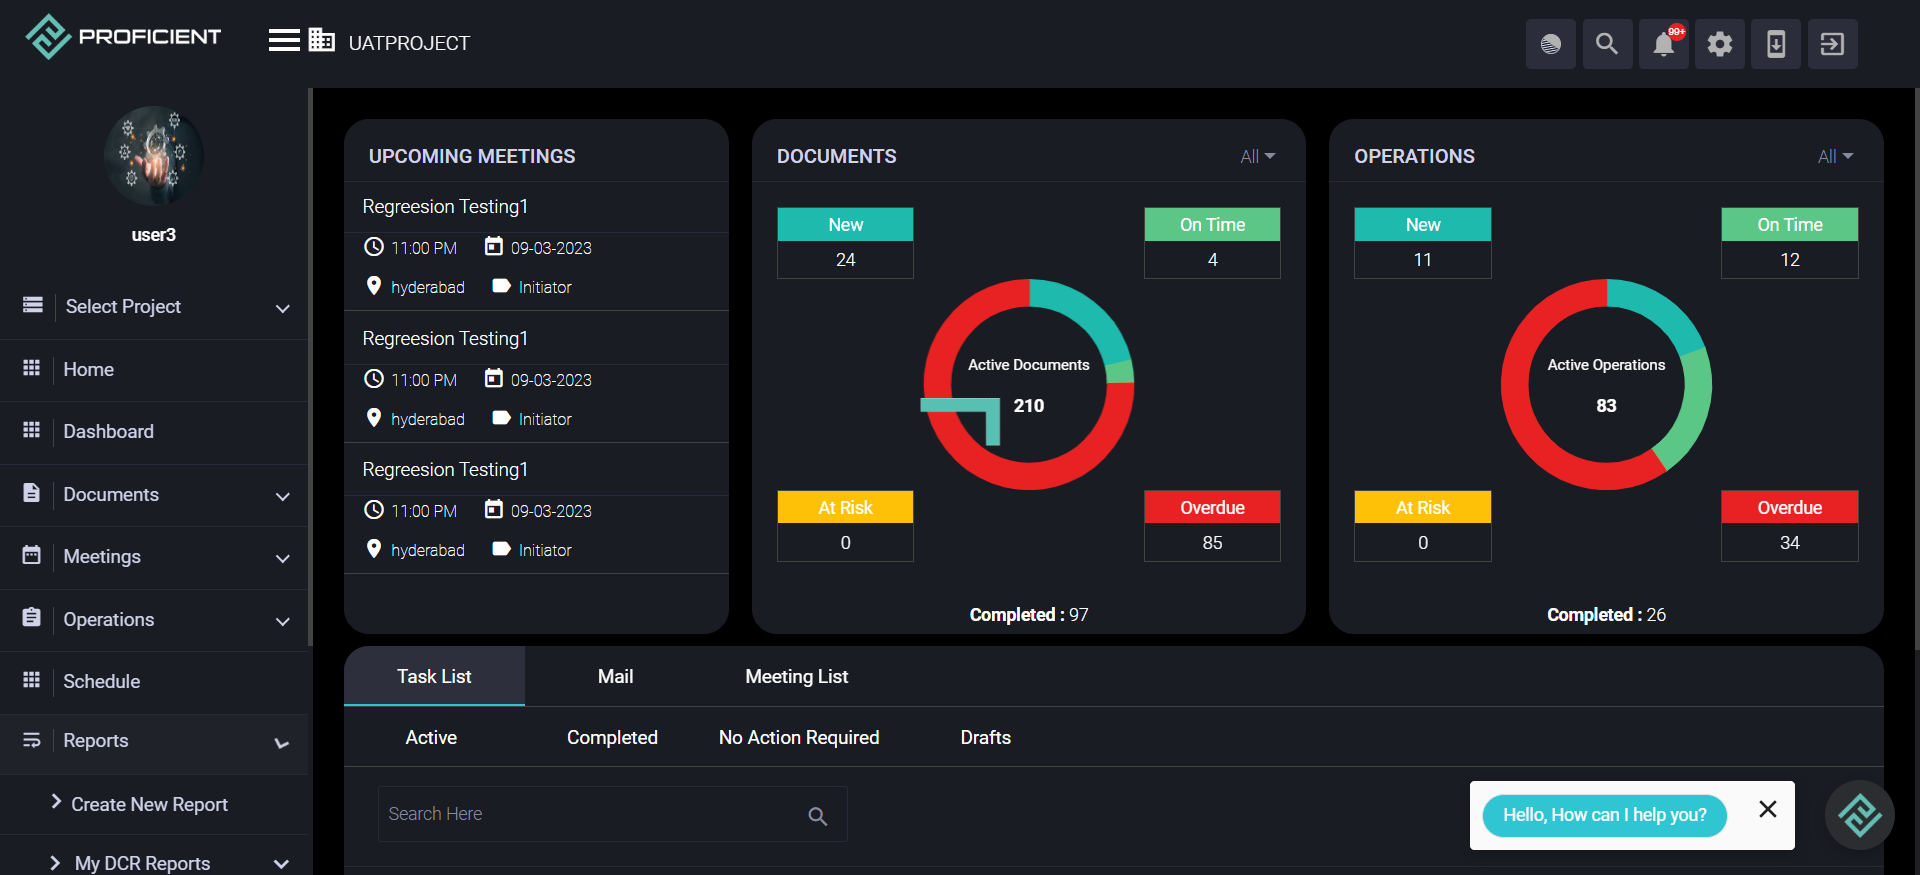 PROFICIENT
UATPROJECT
99+
user3
Select Project
Home
Dashboard
Documents
Meetings
Operations
Schedule
Reports
Create New Report
My DCR Reports
UPCOMING MEETINGS
Regreesion Testing1
11:00 PM 09-03-2023
hyderabad Initiator
Regreesion Testing1
11:00 PM 09-03-2023
hyderabad Initiator
Regreesion Testing1
11:00 PM 09-03-2023
hyderabad Initiator
DOCUMENTS All
New On Time
24 4
Active Documents
210
At Risk Overdue
0 85
Completed : 97
OPERATIONS All
New On Time
11 12
Active Operations
83
At Risk Overdue
0 34
Completed : 26
Task List Mail Meeting List
Active Completed No Action Required Drafts
Search Here
Hello, How can I help you?